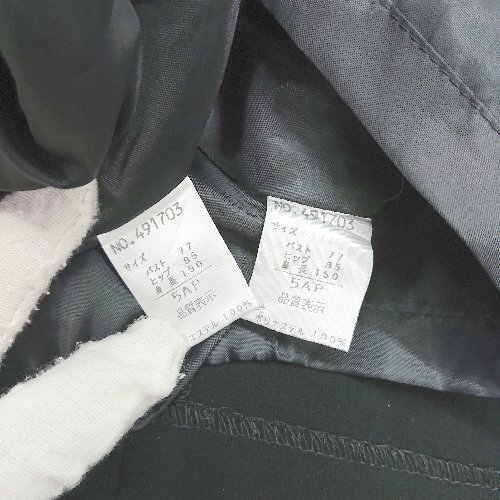 NO. 491703
サイズ
バスト 77
ヒップ 85
身長 150
5AP
品質表示
リエステル 100%
NO. 491703
サイズ
バスト 77
ヒップ 85
身長 150
5AP
品質表示
ポリエステル 100%